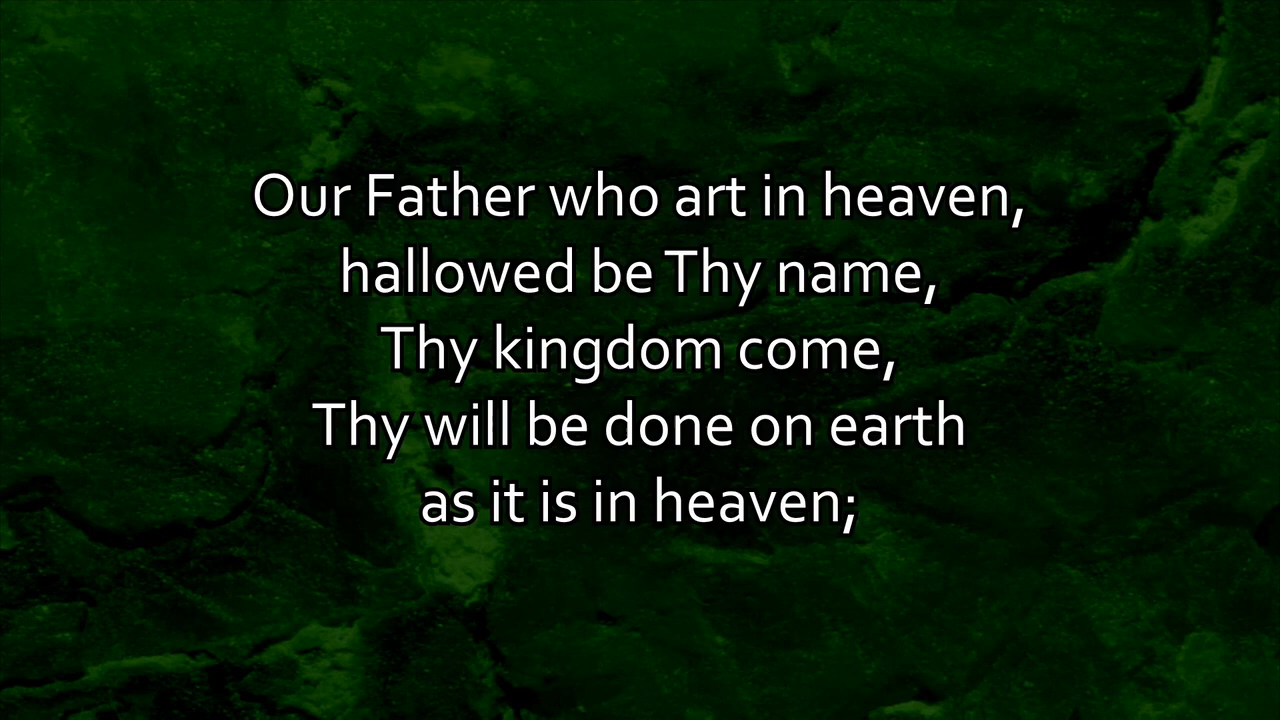 Our Father who art in heaven,
hallowed be Thy name,
Thy kingdom come,
Thy will be done on earth
as it is in heaven;